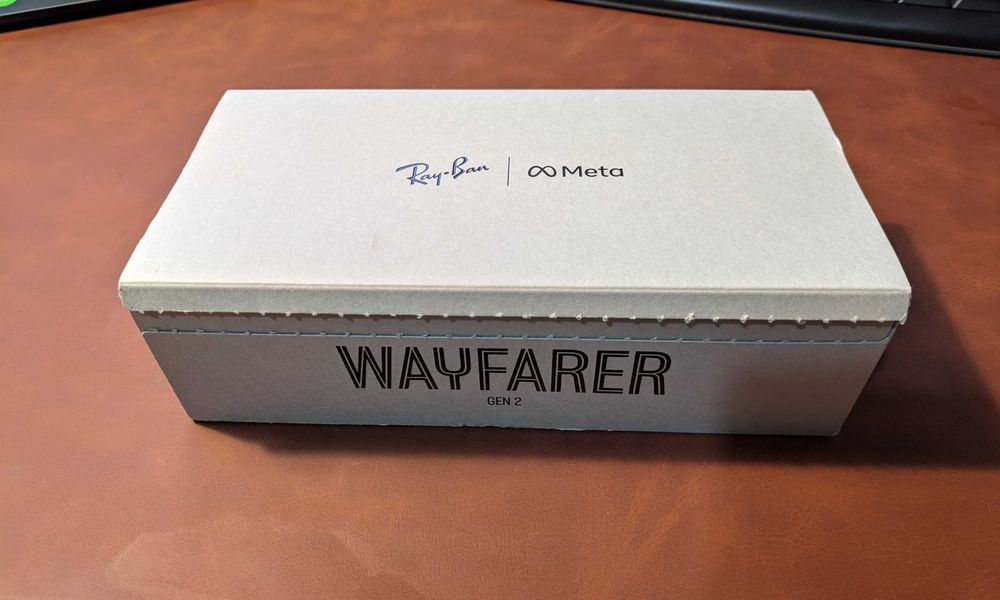 Ray-Ban | Meta
WAYFARER
GEN 2